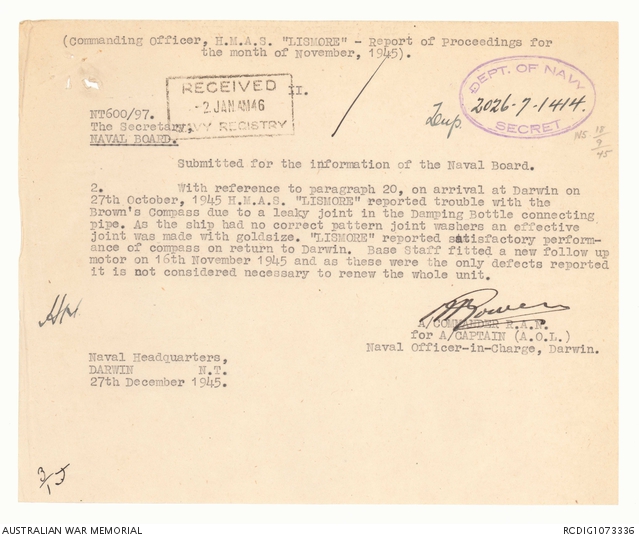 (Commanding Officer, H.M.A.S. "LISMORE" - Report of Proceedings for
the month of November, 1945).
RECEIVED
-2 JAN 1946
NAVY REGISTRY
II.
DEPT. OF NAVY
2026-7-1414.
SECRET
NT600/97.
The Secretary,
NAVAL BOARD.
Submitted for the information of the Naval Board.
2. With reference to paragraph 20, on arrival at Darwin on
27th October, 1945 H.M.A.S. "LISMORE" reported trouble with the
Brown's Compass due to a leaky joint in the Damping Bottle connecting
pipe. As the ship had no correct pattern joint washers an effective
joint was made with goldsize. "LISMORE" reported satisfactory perform-
ance of compass on return to Darwin. Base Staff fitted a new follow up
motor on 16th November 1945 and as these were the only defects reported
it is not considered necessary to renew the whole unit.
A/COMMANDER R.A.N.
for A/CAPTAIN (A.O.L.)
Naval Officer-in-Charge, Darwin.
Naval Headquarters,
DARWIN N.T.
27th December 1945.
AUSTRALIAN WAR MEMORIAL
RCDIG1073336